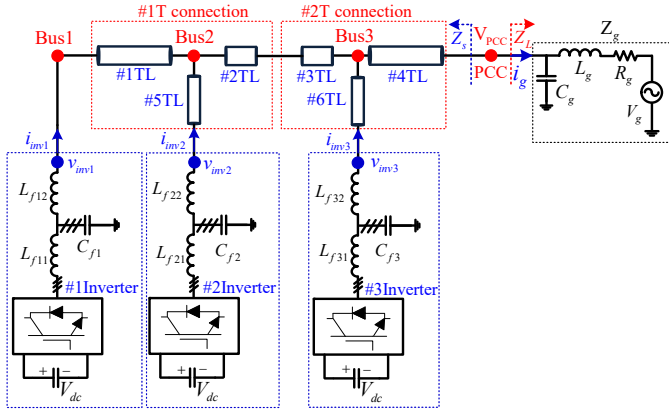 #1T connection
#2T connection
Bus1
Bus2
Bus3
Z_s
V_PCC
Z_L
Z_g
#1TL
#2TL
#3TL
#4TL
PCC
i_g
L_g
R_g
C_g
V_g
#5TL
#6TL
i_inv1
i_inv2
i_inv3
v_inv1
v_inv2
v_inv3
L_f12
L_f22
L_f32
C_f1
C_f2
C_f3
L_f11
L_f21
L_f31
#1Inverter
#2Inverter
#3Inverter
+ −
+ −
+ −
V_dc
V_dc
V_dc